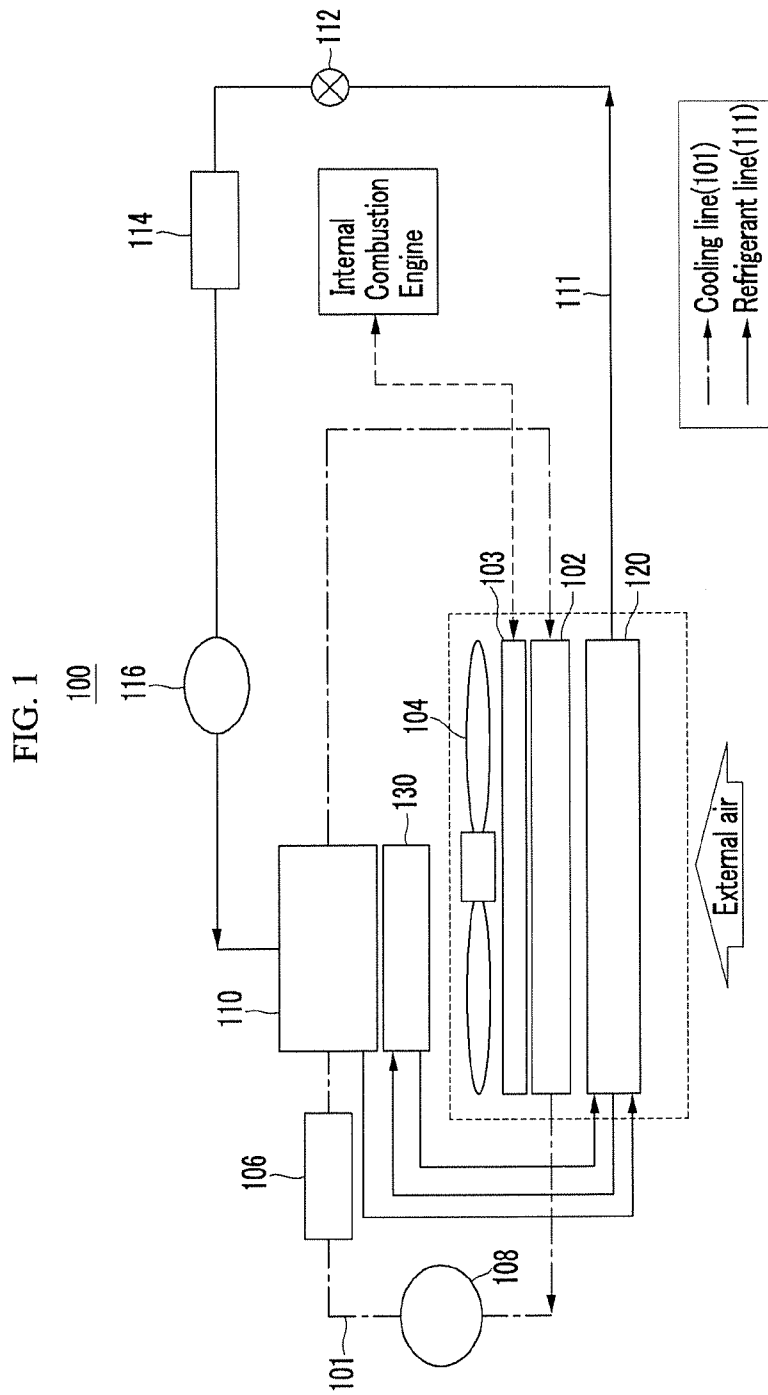 FIG. 1
100
116
114
112
110
130
106
104
103
102
120
108
101
111
Internal
Combustion
Engine
External air
Cooling line(101)
Refrigerant line(111)